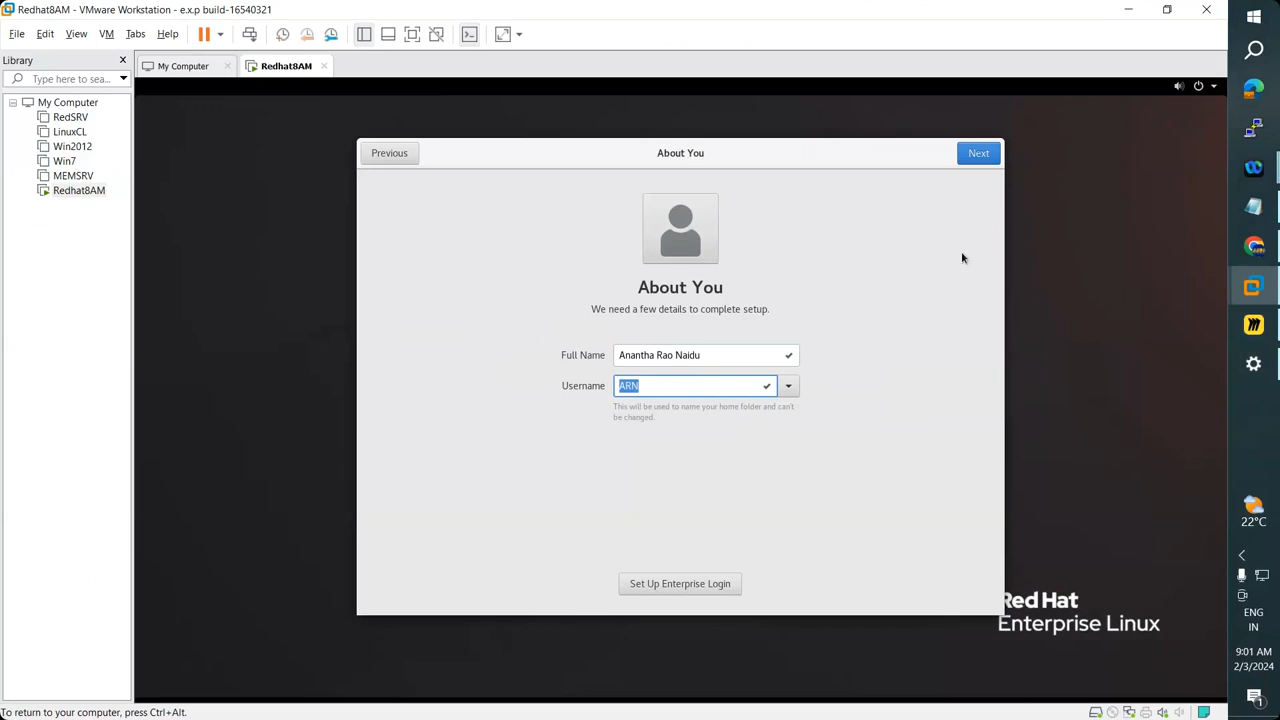 Redhat8AM - VMware Workstation - e.x.p build-16540321
File Edit View VM Tabs Help
Library
My Computer
Redhat8AM
Type here to sea...
My Computer
RedSRV
LinuxCL
Win2012
Win7
MEMSRV
Redhat8AM
Previous
About You
Next
About You
We need a few details to complete setup.
Full Name Anantha Rao Naidu
Username ARN
This will be used to name your home folder and can't
be changed.
Set Up Enterprise Login
Red Hat
Enterprise Linux
22°C
ENG
IN
9:01 AM
2/3/2024
1
To return to your computer, press Ctrl+Alt.